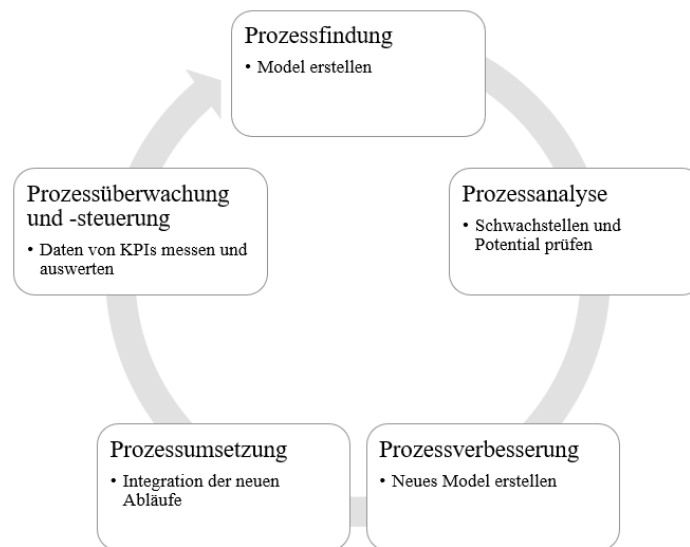 Prozessfindung
• Model erstellen
Prozessanalyse
• Schwachstellen und
Potential prüfen
Prozessverbesserung
• Neues Model erstellen
Prozessumsetzung
• Integration der neuen
Abläufe
Prozessüberwachung
und -steuerung
• Daten von KPIs messen und
auswerten